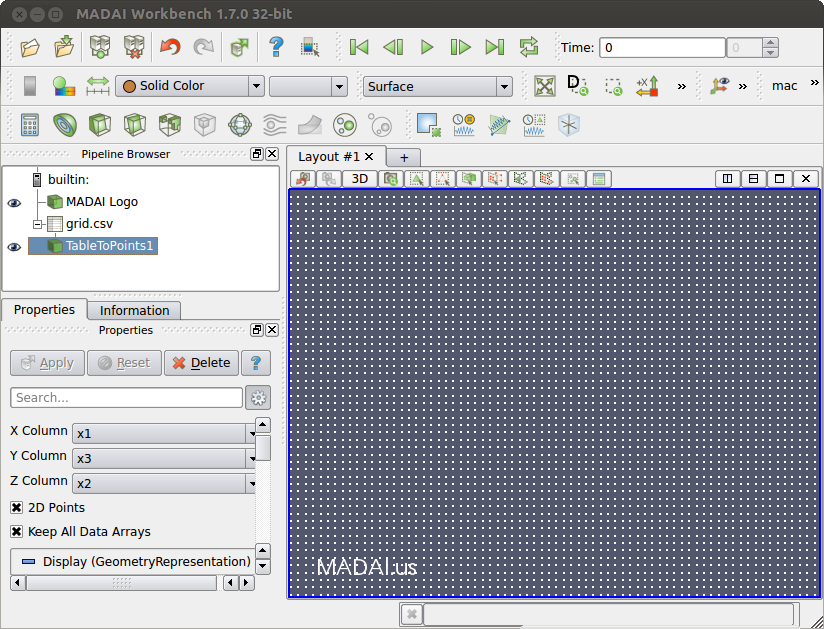 MADAI Workbench 1.7.0 32-bit
Time: 0
0
Solid Color
Surface
D
+X
»
»
mac
»
Pipeline Browser
Layout #1
+
builtin:
3D
MADAI Logo
grid.csv
TableToPoints1
Properties
Information
Properties
Apply
Reset
Delete
?
Search...
X Column
x1
Y Column
x3
Z Column
x2
2D Points
Keep All Data Arrays
Display (GeometryRepresentation)
MADAI.us